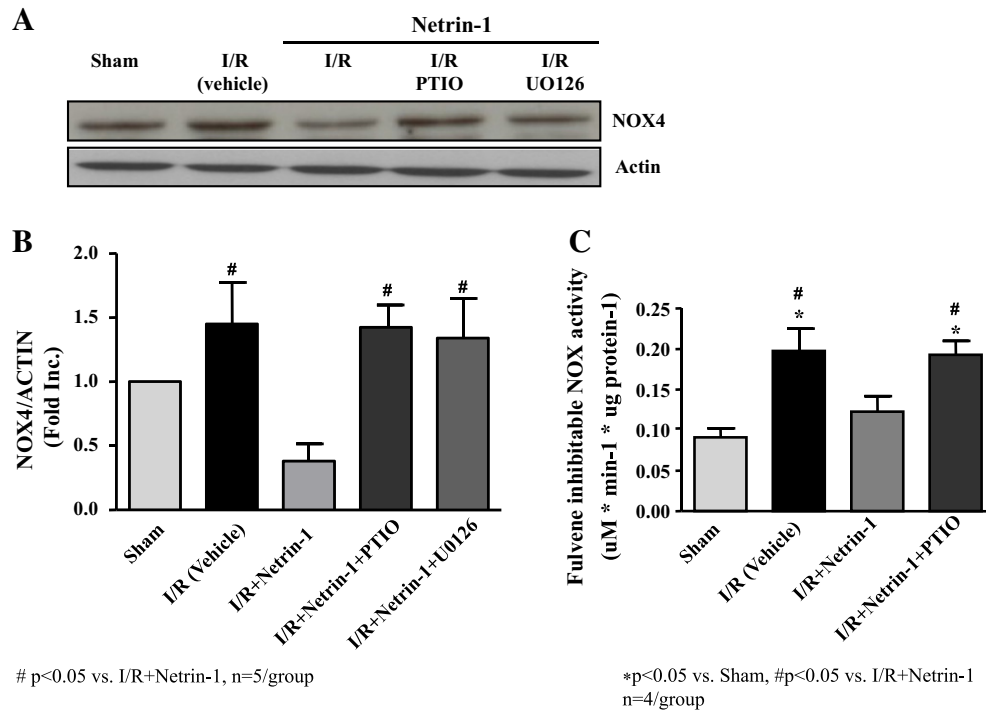 A
Netrin-1
Sham I/R I/R I/R I/R
(vehicle) PTIO UO126
NOX4
Actin
B
NOX4/ACTIN
(Fold Inc.)
2.0
1.5
1.0
0.5
0.0
# # #
Sham
I/R (Vehicle)
I/R+Netrin-1
I/R+Netrin-1+PTIO
I/R+Netrin-1+U0126
# p<0.05 vs. I/R+Netrin-1, n=5/group
C
Fulvene inhibitable NOX activity
(uM * min-1 * ug protein-1)
0.25
0.20
0.15
0.10
0.05
0.00
# #
* *
Sham
I/R (Vehicle)
I/R+Netrin-1
I/R+Netrin-1+PTIO
*p<0.05 vs. Sham, #p<0.05 vs. I/R+Netrin-1
n=4/group